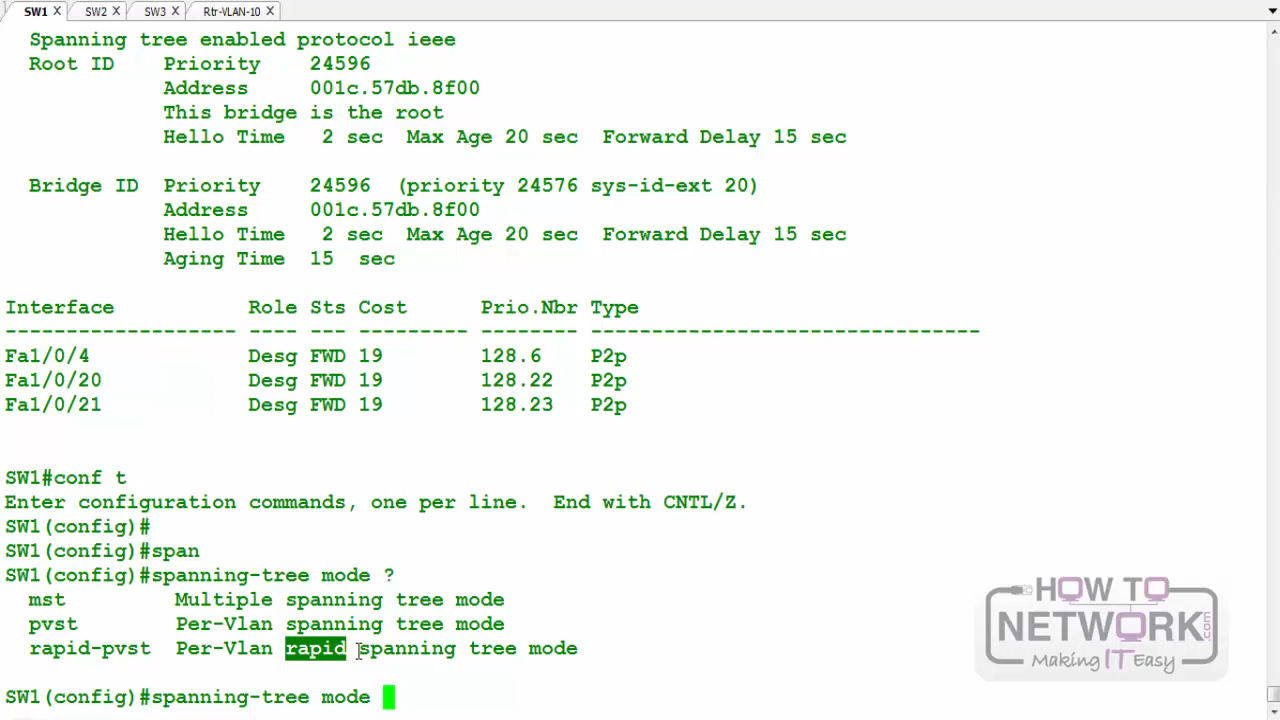 SW1 X SW2 X SW3 X Rtr-VLAN-10 X
Spanning tree enabled protocol ieee
Root ID Priority 24596
Address 001c.57db.8f00
This bridge is the root
Hello Time 2 sec Max Age 20 sec Forward Delay 15 sec
Bridge ID Priority 24596 (priority 24576 sys-id-ext 20)
Address 001c.57db.8f00
Hello Time 2 sec Max Age 20 sec Forward Delay 15 sec
Aging Time 15 sec
Interface Role Sts Cost Prio.Nbr Type
------------------- ---- --- --------- -------- --------------------------------
Fa1/0/4 Desg FWD 19 128.6 P2p
Fa1/0/20 Desg FWD 19 128.22 P2p
Fa1/0/21 Desg FWD 19 128.23 P2p
SW1#conf t
Enter configuration commands, one per line. End with CNTL/Z.
SW1(config)#
SW1(config)#span
SW1(config)#spanning-tree mode ?
mst Multiple spanning tree mode
pvst Per-Vlan spanning tree mode
rapid-pvst Per-Vlan rapid spanning tree mode
SW1(config)#spanning-tree mode
HOW TO
NETWORK.com
Making IT Easy